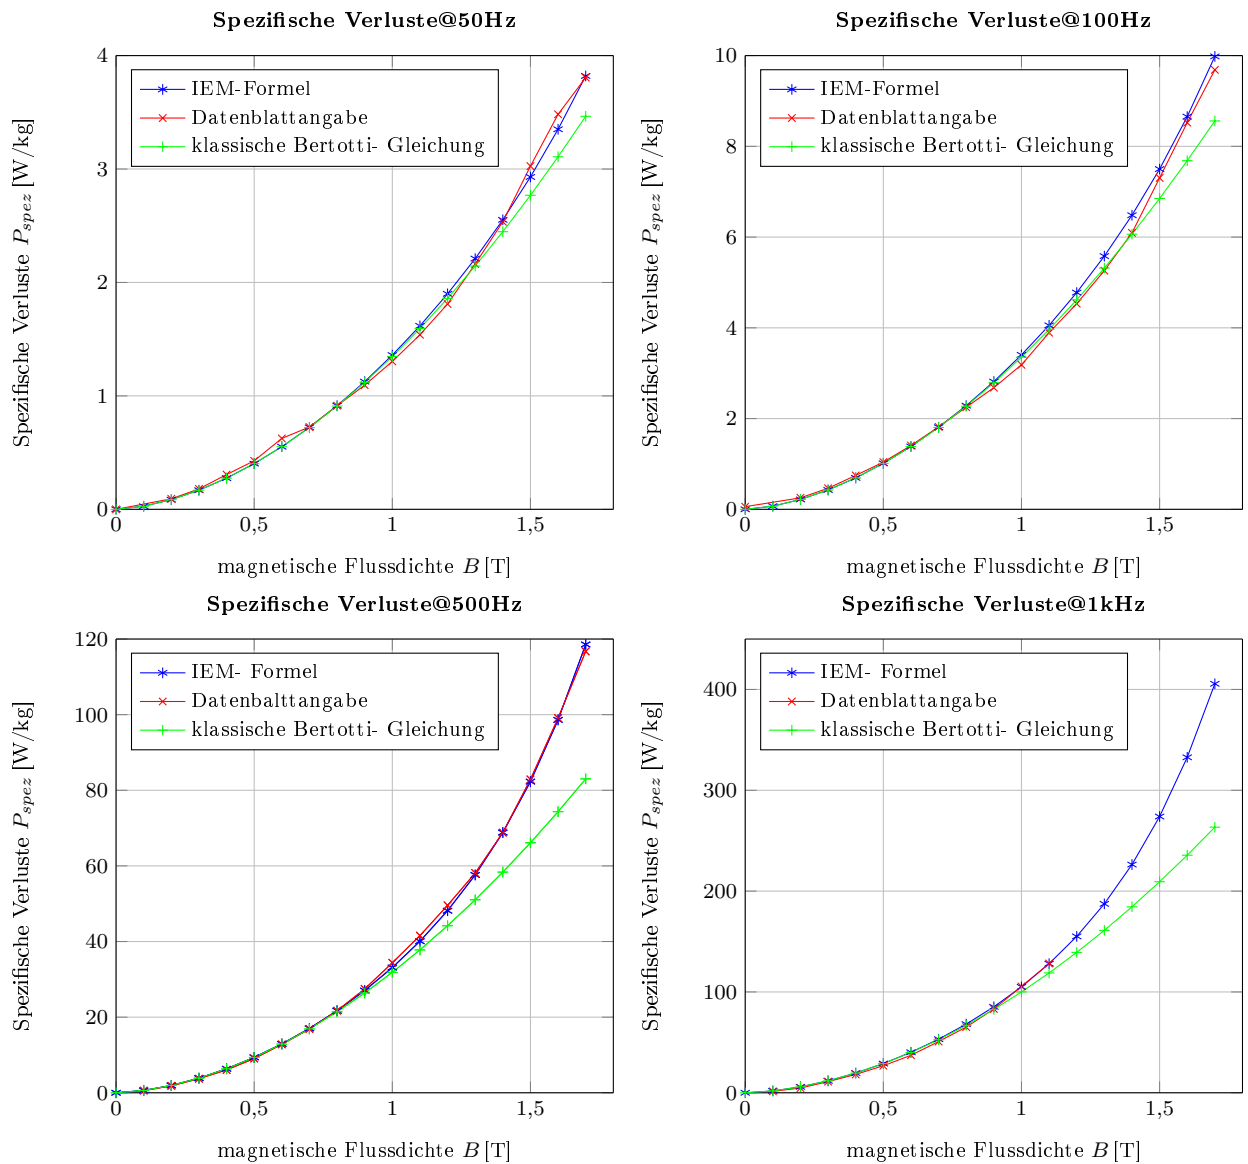 Spezifische Verluste@50Hz
Spezifische Verluste P_spez [W/kg]
4
3
2
1
0
IEM-Formel
Datenblattangabe
klassische Bertotti- Gleichung
0
0,5
1
1,5
magnetische Flussdichte B [T]
Spezifische Verluste@100Hz
Spezifische Verluste P_spez [W/kg]
10
8
6
4
2
0
IEM-Formel
Datenblattangabe
klassische Bertotti- Gleichung
0
0,5
1
1,5
magnetische Flussdichte B [T]
Spezifische Verluste@500Hz
Spezifische Verluste P_spez [W/kg]
120
100
80
60
40
20
0
IEM- Formel
Datenbalttangabe
klassische Bertotti- Gleichung
0
0,5
1
1,5
magnetische Flussdichte B [T]
Spezifische Verluste@1kHz
Spezifische Verluste P_spez [W/kg]
400
300
200
100
0
IEM- Formel
Datenblattangabe
klassische Bertotti- Gleichung
0
0,5
1
1,5
magnetische Flussdichte B [T]